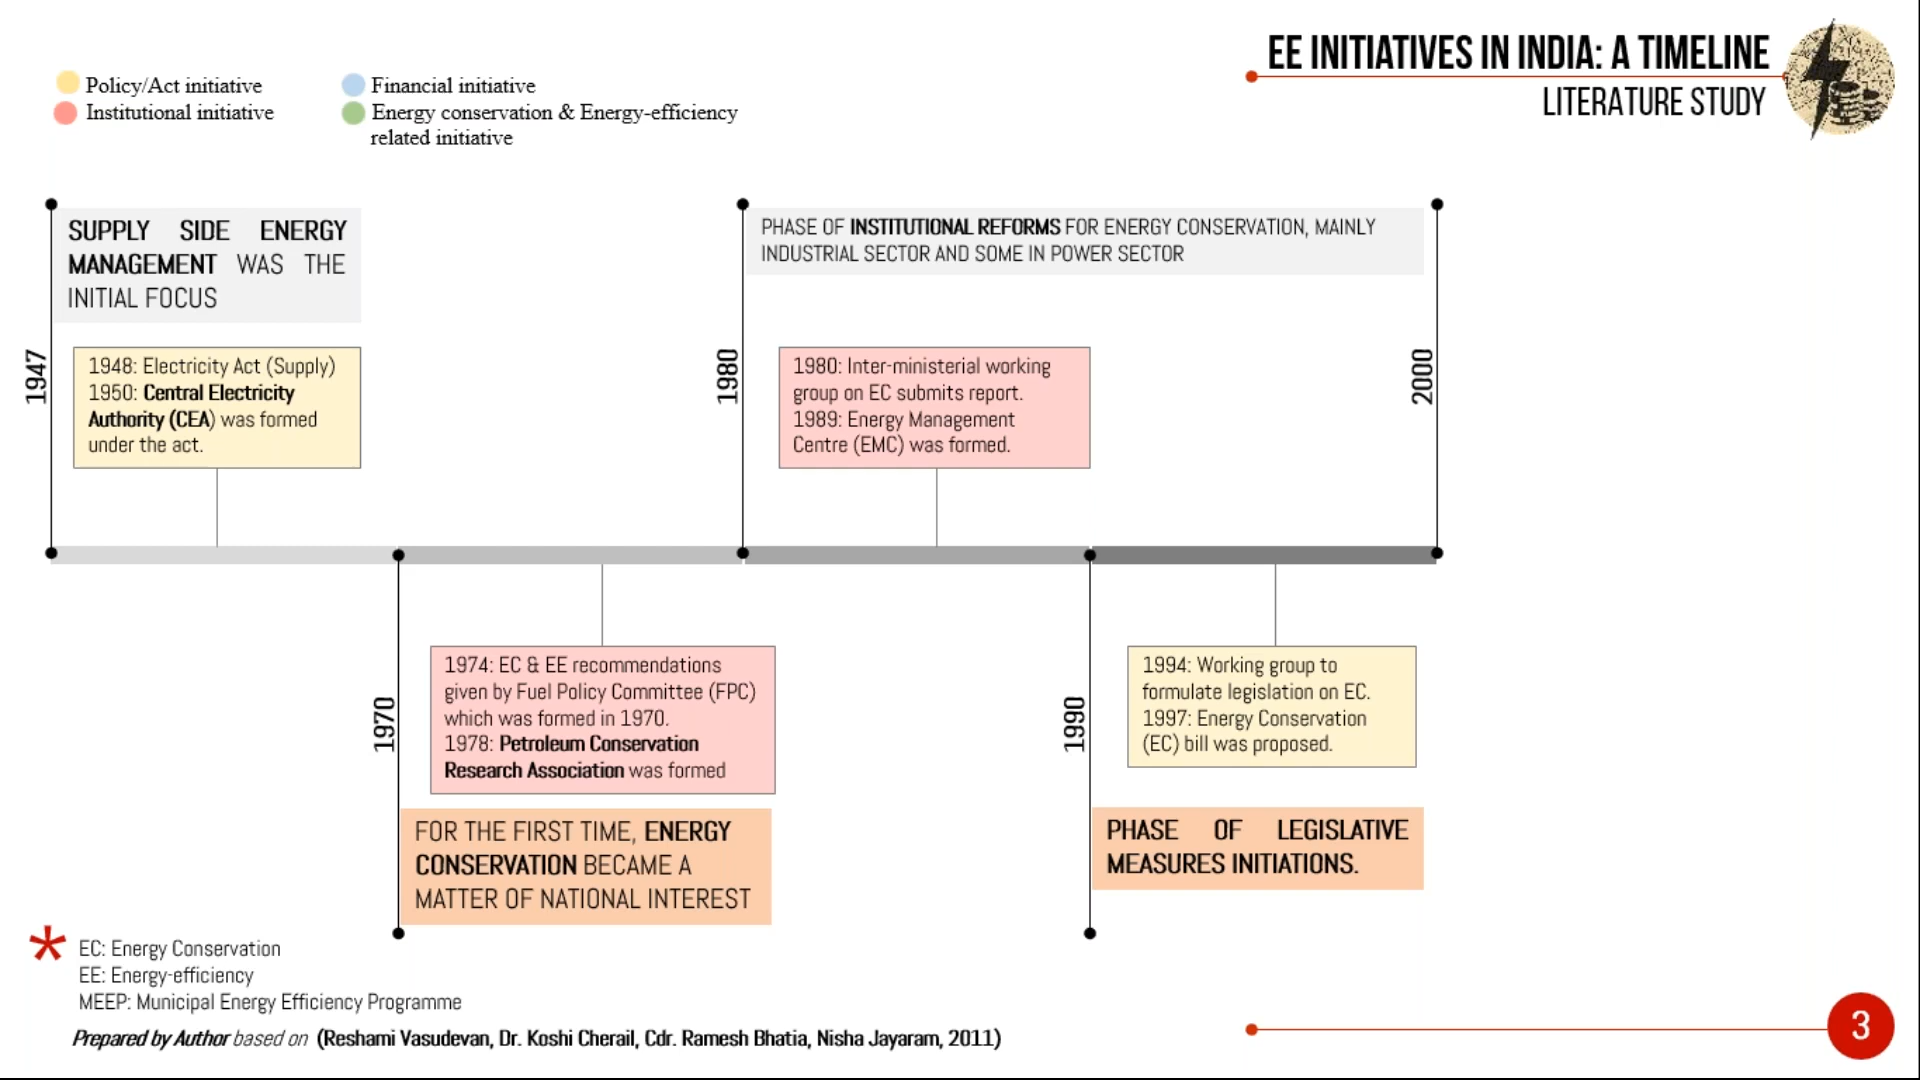 EE INITIATIVES IN INDIA: A TIMELINE
LITERATURE STUDY
Policy/Act initiative
Institutional initiative
Financial initiative
Energy conservation & Energy-efficiency
related initiative
1947
SUPPLY SIDE ENERGY
MANAGEMENT WAS THE
INITIAL FOCUS
1948: Electricity Act (Supply)
1950: Central Electricity
Authority (CEA) was formed
under the act.
1970
1974: EC & EE recommendations
given by Fuel Policy Committee (FPC)
which was formed in 1970.
1978: Petroleum Conservation
Research Association was formed
FOR THE FIRST TIME, ENERGY
CONSERVATION BECAME A
MATTER OF NATIONAL INTEREST
1980
PHASE OF INSTITUTIONAL REFORMS FOR ENERGY CONSERVATION, MAINLY
INDUSTRIAL SECTOR AND SOME IN POWER SECTOR
1980: Inter-ministerial working
group on EC submits report.
1989: Energy Management
Centre (EMC) was formed.
1990
1994: Working group to
formulate legislation on EC.
1997: Energy Conservation
(EC) bill was proposed.
PHASE OF LEGISLATIVE
MEASURES INITIATIONS.
2000
* EC: Energy Conservation
EE: Energy-efficiency
MEEP: Municipal Energy Efficiency Programme
Prepared by Author based on (Reshami Vasudevan, Dr. Koshi Cherail, Cdr. Ramesh Bhatia, Nisha Jayaram, 2011)
3